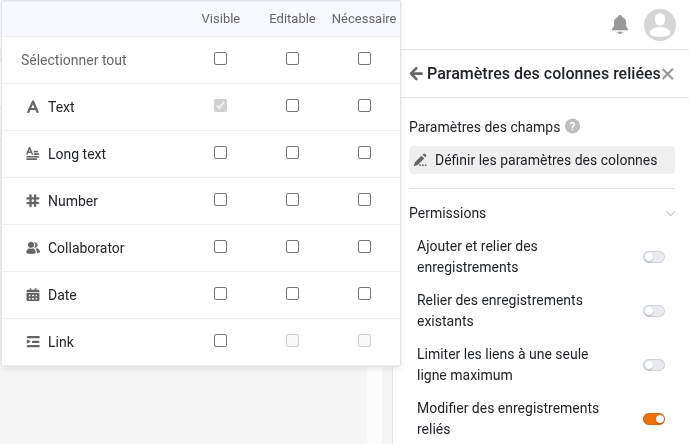 Visible Editable Nécessaire
Sélectionner tout
Text
Long text
Number
Collaborator
Date
Link
Paramètres des colonnes reliées
Paramètres des champs ?
Définir les paramètres des colonnes
Permissions
Ajouter et relier des
enregistrements
Relier des enregistrements
existants
Limiter les liens à une seule
ligne maximum
Modifier des enregistrements
reliés